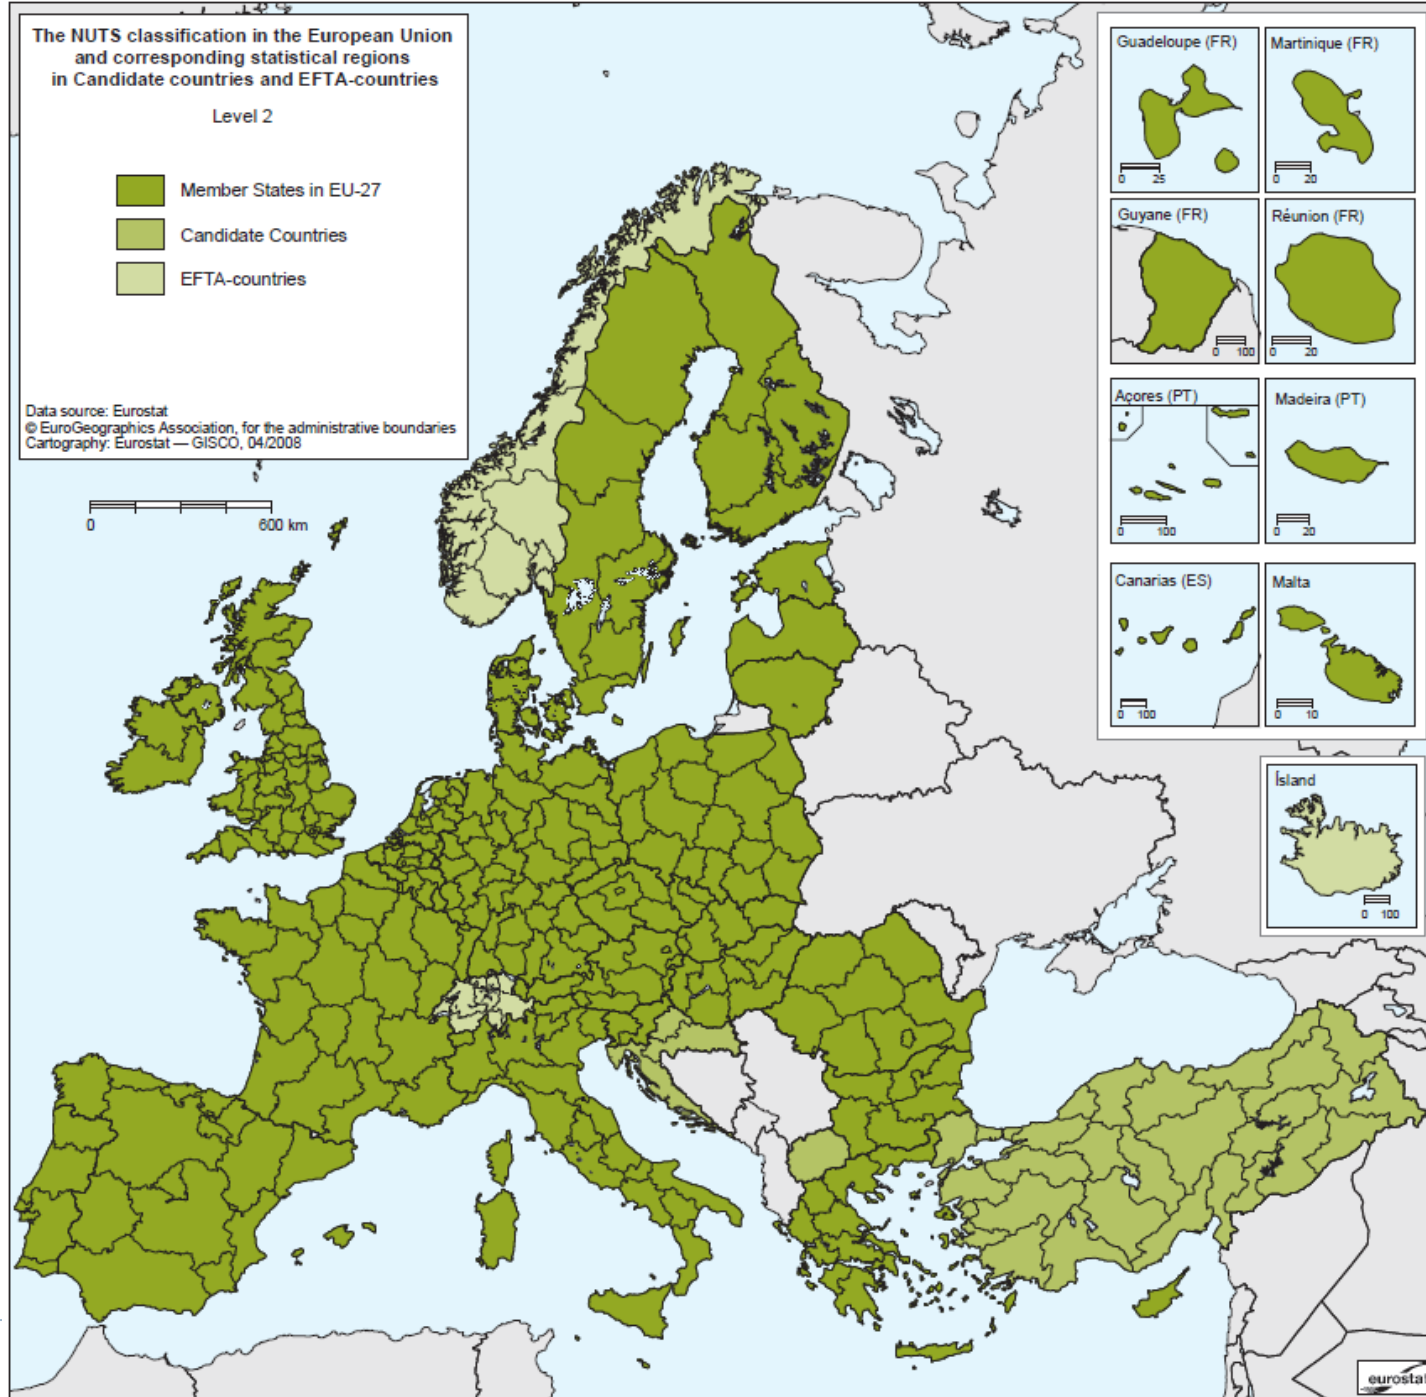 The NUTS classification in the European Union
and corresponding statistical regions
in Candidate countries and EFTA-countries
Level 2
Member States in EU-27
Candidate Countries
EFTA-countries
Data source: Eurostat
© EuroGeographics Association, for the administrative boundaries
Cartography: Eurostat — GISCO, 04/2008
0 600 km
Guadeloupe (FR)
0 25
Martinique (FR)
0 20
Guyane (FR)
0 100
Réunion (FR)
0 20
Açores (PT)
0 100
Madeira (PT)
0 20
Canarias (ES)
0 100
Malta
0 10
Ísland
0 100
eurostat